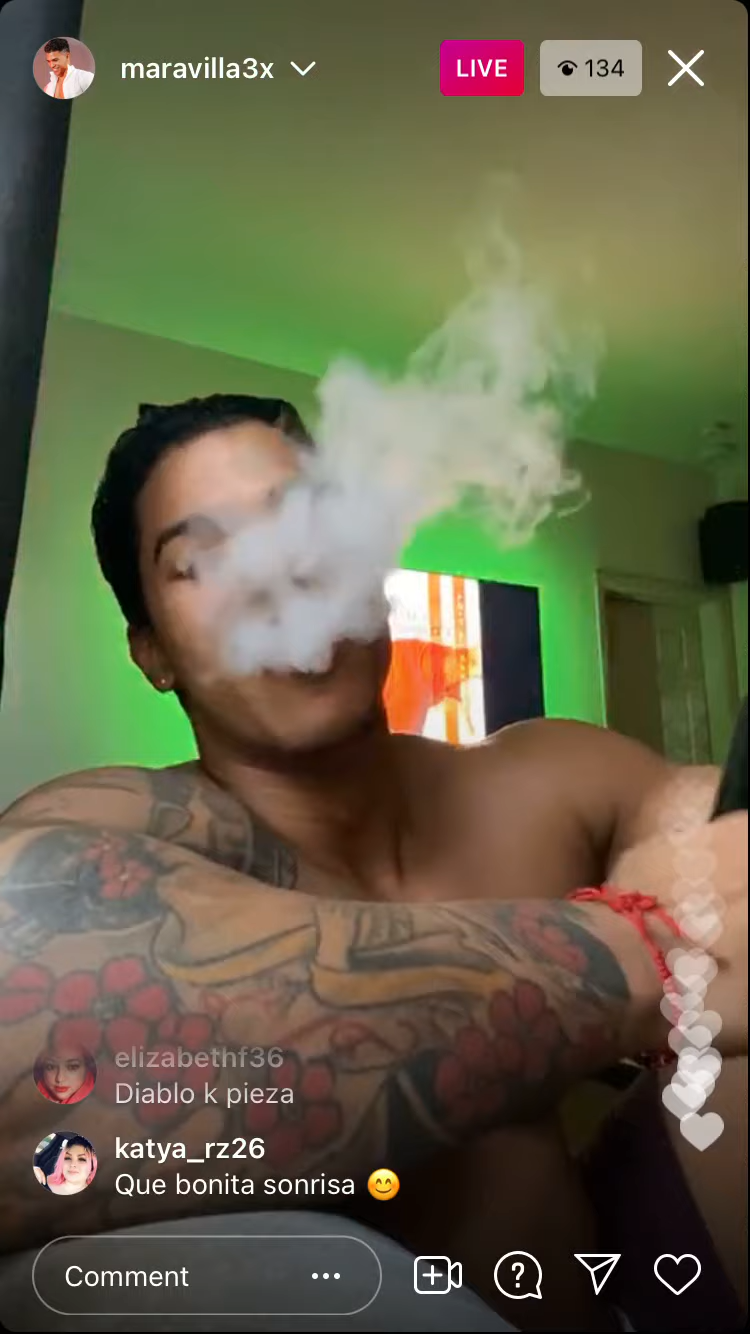 maravilla3x
LIVE
134
elizabethf36
Diablo k pieza
katya_rz26
Que bonita sonrisa 😊
Comment